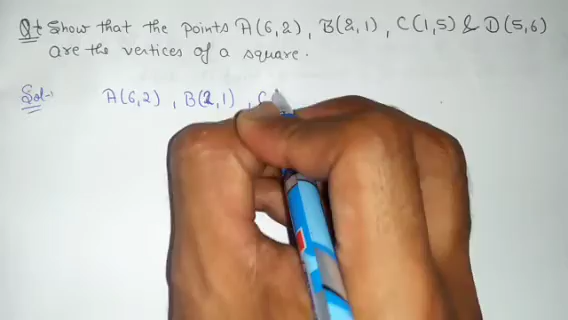 Q1 Show that the points A(6,2), B(2,1), C(1,5) & D(5,6)
are the vertices of a square.
Sol:- A(6,2), B(2,1), C